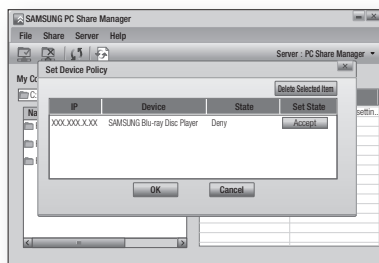 SAMSUNG PC Share Manager
File Share Server Help
Server : PC Share Manager
Set Device Policy
My Co
Delete Selected Item
C:
IP Device State Set State
Na
settin..
XXX.XXX.X.XX SAMSUNG Blu-ray Disc Player Deny Accept
OK Cancel